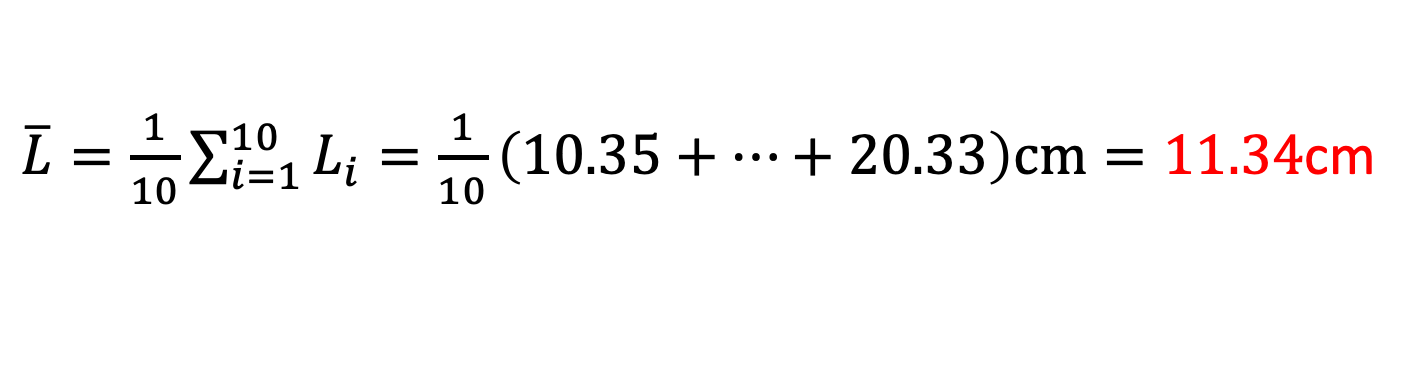 L̄ = 1/10 ∑_{i=1}^{10} L_i = 1/10 (10.35 + ⋯ + 20.33)cm = 11.34cm